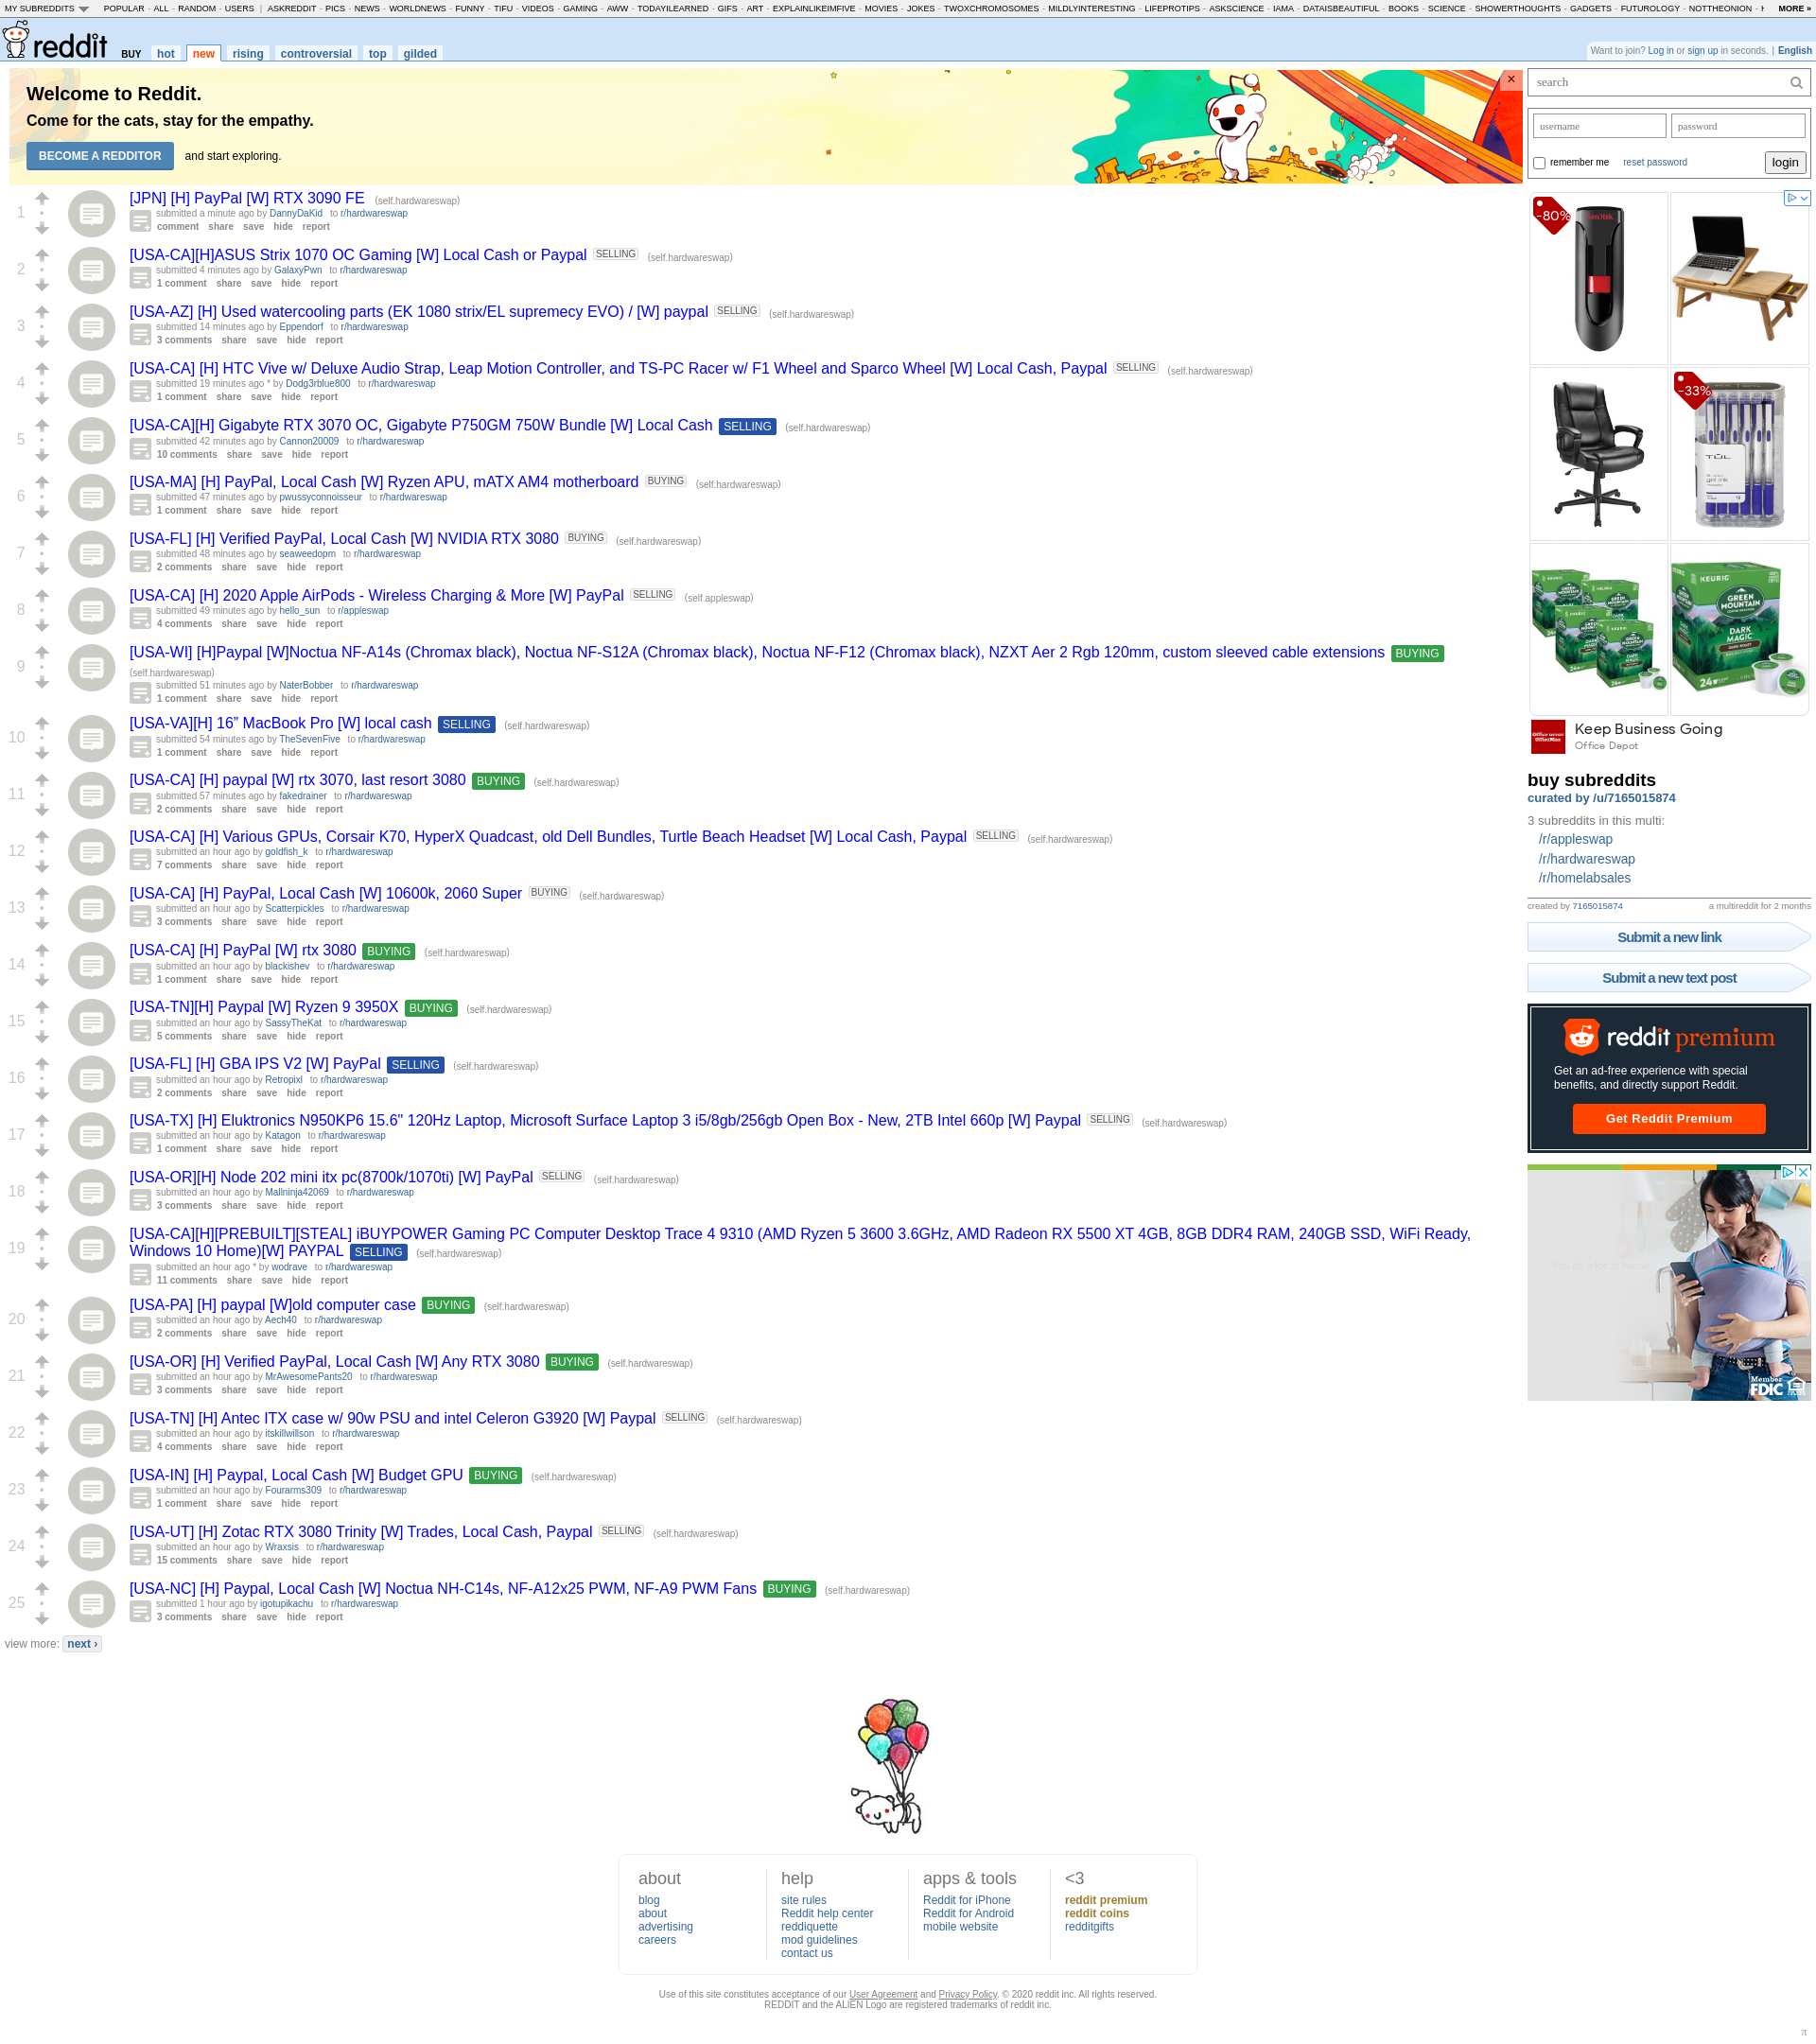 MY SUBREDDITS POPULAR - ALL - RANDOM - USERS | ASKREDDIT - PICS - NEWS - WORLDNEWS - FUNNY - TIFU - VIDEOS - GAMING - AWW - TODAYILEARNED - GIFS - ART - EXPLAINLIKEIMFIVE - MOVIES - JOKES - TWOXCHROMOSOMES - MILDLYINTERESTING - LIFEPROTIPS - ASKSCIENCE - IAMA - DATAISBEAUTIFUL - BOOKS - SCIENCE - SHOWERTHOUGHTS - GADGETS - FUTUROLOGY - NOTTHEONION - MORE »
reddit BUY hot new rising controversial top gilded
Want to join? Log in or sign up in seconds. | English
Welcome to Reddit.
Come for the cats, stay for the empathy.
BECOME A REDDITOR and start exploring.
×
1
[JPN] [H] PayPal [W] RTX 3090 FE (self.hardwareswap)
submitted a minute ago by DannyDaKid to r/hardwareswap
comment share save hide report
2
[USA-CA][H]ASUS Strix 1070 OC Gaming [W] Local Cash or Paypal SELLING (self.hardwareswap)
submitted 4 minutes ago by GalaxyPwn to r/hardwareswap
1 comment share save hide report
3
[USA-AZ] [H] Used watercooling parts (EK 1080 strix/EL supremecy EVO) / [W] paypal SELLING (self.hardwareswap)
submitted 14 minutes ago by Eppendorf to r/hardwareswap
3 comments share save hide report
4
[USA-CA] [H] HTC Vive w/ Deluxe Audio Strap, Leap Motion Controller, and TS-PC Racer w/ F1 Wheel and Sparco Wheel [W] Local Cash, Paypal SELLING (self.hardwareswap)
submitted 19 minutes ago * by Dodg3rblue800 to r/hardwareswap
1 comment share save hide report
5
[USA-CA][H] Gigabyte RTX 3070 OC, Gigabyte P750GM 750W Bundle [W] Local Cash SELLING (self.hardwareswap)
submitted 42 minutes ago by Cannon20009 to r/hardwareswap
10 comments share save hide report
6
[USA-MA] [H] PayPal, Local Cash [W] Ryzen APU, mATX AM4 motherboard BUYING (self.hardwareswap)
submitted 47 minutes ago by pwussyconnoisseur to r/hardwareswap
1 comment share save hide report
7
[USA-FL] [H] Verified PayPal, Local Cash [W] NVIDIA RTX 3080 BUYING (self.hardwareswap)
submitted 48 minutes ago by seaweedopm to r/hardwareswap
2 comments share save hide report
8
[USA-CA] [H] 2020 Apple AirPods - Wireless Charging & More [W] PayPal SELLING (self.appleswap)
submitted 49 minutes ago by hello_sun to r/appleswap
4 comments share save hide report
9
[USA-WI] [H]Paypal [W]Noctua NF-A14s (Chromax black), Noctua NF-S12A (Chromax black), Noctua NF-F12 (Chromax black), NZXT Aer 2 Rgb 120mm, custom sleeved cable extensions BUYING
(self.hardwareswap)
submitted 51 minutes ago by NaterBobber to r/hardwareswap
1 comment share save hide report
10
[USA-VA][H] 16” MacBook Pro [W] local cash SELLING (self.hardwareswap)
submitted 54 minutes ago by TheSevenFive to r/hardwareswap
1 comment share save hide report
11
[USA-CA] [H] paypal [W] rtx 3070, last resort 3080 BUYING (self.hardwareswap)
submitted 57 minutes ago by fakedrainer to r/hardwareswap
2 comments share save hide report
12
[USA-CA] [H] Various GPUs, Corsair K70, HyperX Quadcast, old Dell Bundles, Turtle Beach Headset [W] Local Cash, Paypal SELLING (self.hardwareswap)
submitted an hour ago by goldfish_k to r/hardwareswap
7 comments share save hide report
13
[USA-CA] [H] PayPal, Local Cash [W] 10600k, 2060 Super BUYING (self.hardwareswap)
submitted an hour ago by Scatterpickles to r/hardwareswap
3 comments share save hide report
14
[USA-CA] [H] PayPal [W] rtx 3080 BUYING (self.hardwareswap)
submitted an hour ago by blackishev to r/hardwareswap
1 comment share save hide report
15
[USA-TN][H] Paypal [W] Ryzen 9 3950X BUYING (self.hardwareswap)
submitted an hour ago by SassyTheKat to r/hardwareswap
5 comments share save hide report
16
[USA-FL] [H] GBA IPS V2 [W] PayPal SELLING (self.hardwareswap)
submitted an hour ago by Retropixl to r/hardwareswap
2 comments share save hide report
17
[USA-TX] [H] Eluktronics N950KP6 15.6" 120Hz Laptop, Microsoft Surface Laptop 3 i5/8gb/256gb Open Box - New, 2TB Intel 660p [W] Paypal SELLING (self.hardwareswap)
submitted an hour ago by Katagon to r/hardwareswap
1 comment share save hide report
18
[USA-OR][H] Node 202 mini itx pc(8700k/1070ti) [W] PayPal SELLING (self.hardwareswap)
submitted an hour ago by Mallninja42069 to r/hardwareswap
3 comments share save hide report
19
[USA-CA][H][PREBUILT][STEAL] iBUYPOWER Gaming PC Computer Desktop Trace 4 9310 (AMD Ryzen 5 3600 3.6GHz, AMD Radeon RX 5500 XT 4GB, 8GB DDR4 RAM, 240GB SSD, WiFi Ready,
Windows 10 Home)[W] PAYPAL SELLING (self.hardwareswap)
submitted an hour ago * by wodrave to r/hardwareswap
11 comments share save hide report
20
[USA-PA] [H] paypal [W]old computer case BUYING (self.hardwareswap)
submitted an hour ago by Aech40 to r/hardwareswap
2 comments share save hide report
21
[USA-OR] [H] Verified PayPal, Local Cash [W] Any RTX 3080 BUYING (self.hardwareswap)
submitted an hour ago by MrAwesomePants20 to r/hardwareswap
3 comments share save hide report
22
[USA-TN] [H] Antec ITX case w/ 90w PSU and intel Celeron G3920 [W] Paypal SELLING (self.hardwareswap)
submitted an hour ago by itskillwillson to r/hardwareswap
4 comments share save hide report
23
[USA-IN] [H] Paypal, Local Cash [W] Budget GPU BUYING (self.hardwareswap)
submitted an hour ago by Fourarms309 to r/hardwareswap
1 comment share save hide report
24
[USA-UT] [H] Zotac RTX 3080 Trinity [W] Trades, Local Cash, Paypal SELLING (self.hardwareswap)
submitted an hour ago by Wraxsis to r/hardwareswap
15 comments share save hide report
25
[USA-NC] [H] Paypal, Local Cash [W] Noctua NH-C14s, NF-A12x25 PWM, NF-A9 PWM Fans BUYING (self.hardwareswap)
submitted 1 hour ago by igotupikachu to r/hardwareswap
3 comments share save hide report
view more: next ›
search
username password
remember me reset password login
-80%
SanDisk
-33%
TŪL
gel ink
KEURIC
GREEN MOUNTAIN
DARK MAGIC
24
Keep Business Going
Office Depot
buy subreddits
curated by /u/7165015874
3 subreddits in this multi:
/r/appleswap
/r/hardwareswap
/r/homelabsales
created by 7165015874 a multireddit for 2 months
Submit a new link
Submit a new text post
reddit premium
Get an ad-free experience with special
benefits, and directly support Reddit.
Get Reddit Premium
You do a lot at home.
Member
FDIC
about
blog
about
advertising
careers
help
site rules
Reddit help center
reddiquette
mod guidelines
contact us
apps & tools
Reddit for iPhone
Reddit for Android
mobile website
<3
reddit premium
reddit coins
redditgifts
Use of this site constitutes acceptance of our User Agreement and Privacy Policy. © 2020 reddit inc. All rights reserved.
REDDIT and the ALIEN Logo are registered trademarks of reddit inc.
π